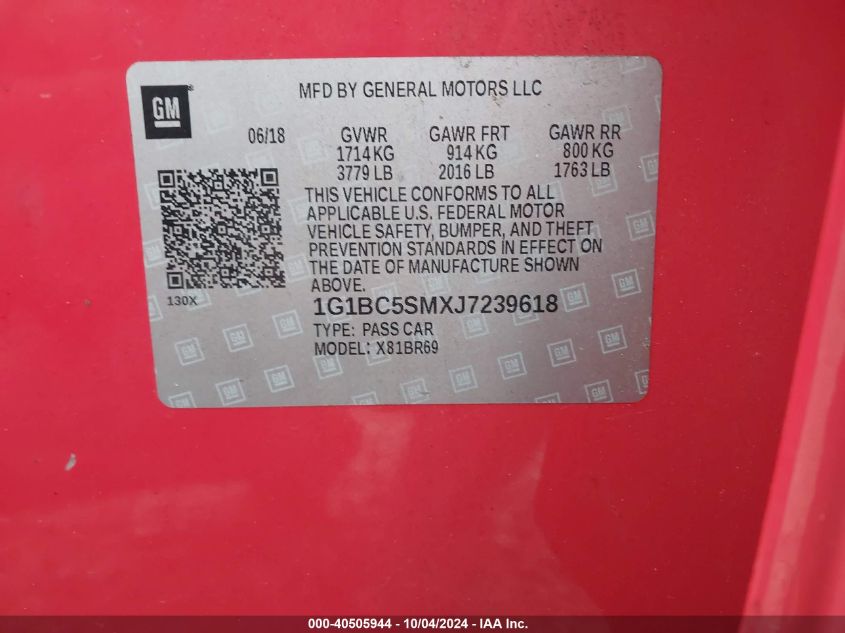 GM
MFD BY GENERAL MOTORS LLC
06/18 GVWR GAWR FRT GAWR RR
1714 KG 914 KG 800 KG
3779 LB 2016 LB 1763 LB
THIS VEHICLE CONFORMS TO ALL
APPLICABLE U.S. FEDERAL MOTOR
VEHICLE SAFETY, BUMPER, AND THEFT
PREVENTION STANDARDS IN EFFECT ON
THE DATE OF MANUFACTURE SHOWN
ABOVE.
130X
1G1BC5SMXJ7239618
TYPE: PASS CAR
MODEL: X81BR69
000-40505944 - 10/04/2024 - IAA Inc.